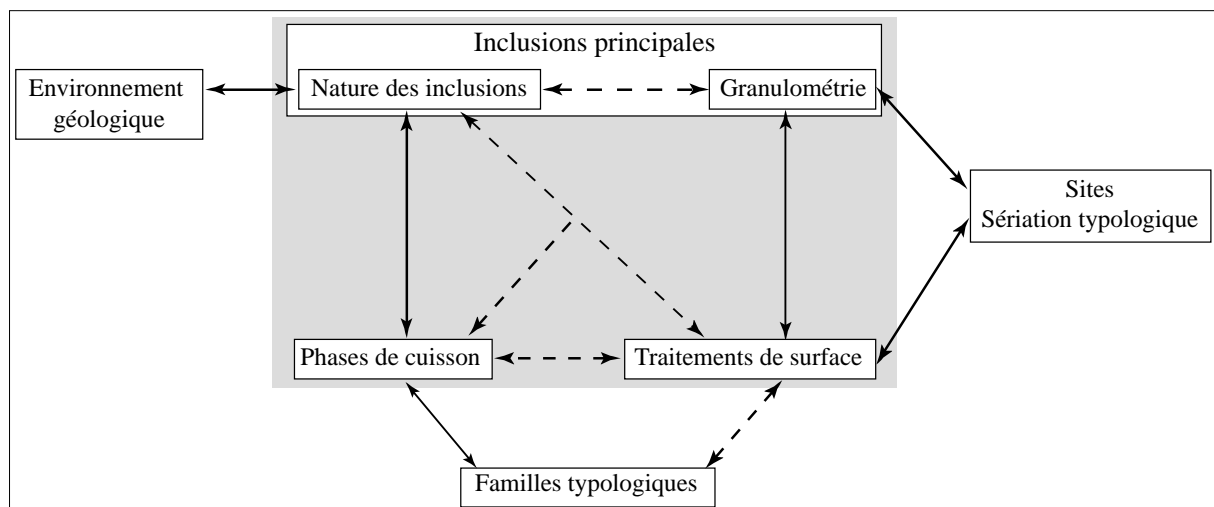 Inclusions principales
Environnement
géologique
Nature des inclusions
Granulométrie
Sites
Sériation typologique
Phases de cuisson
Traitements de surface
Familles typologiques